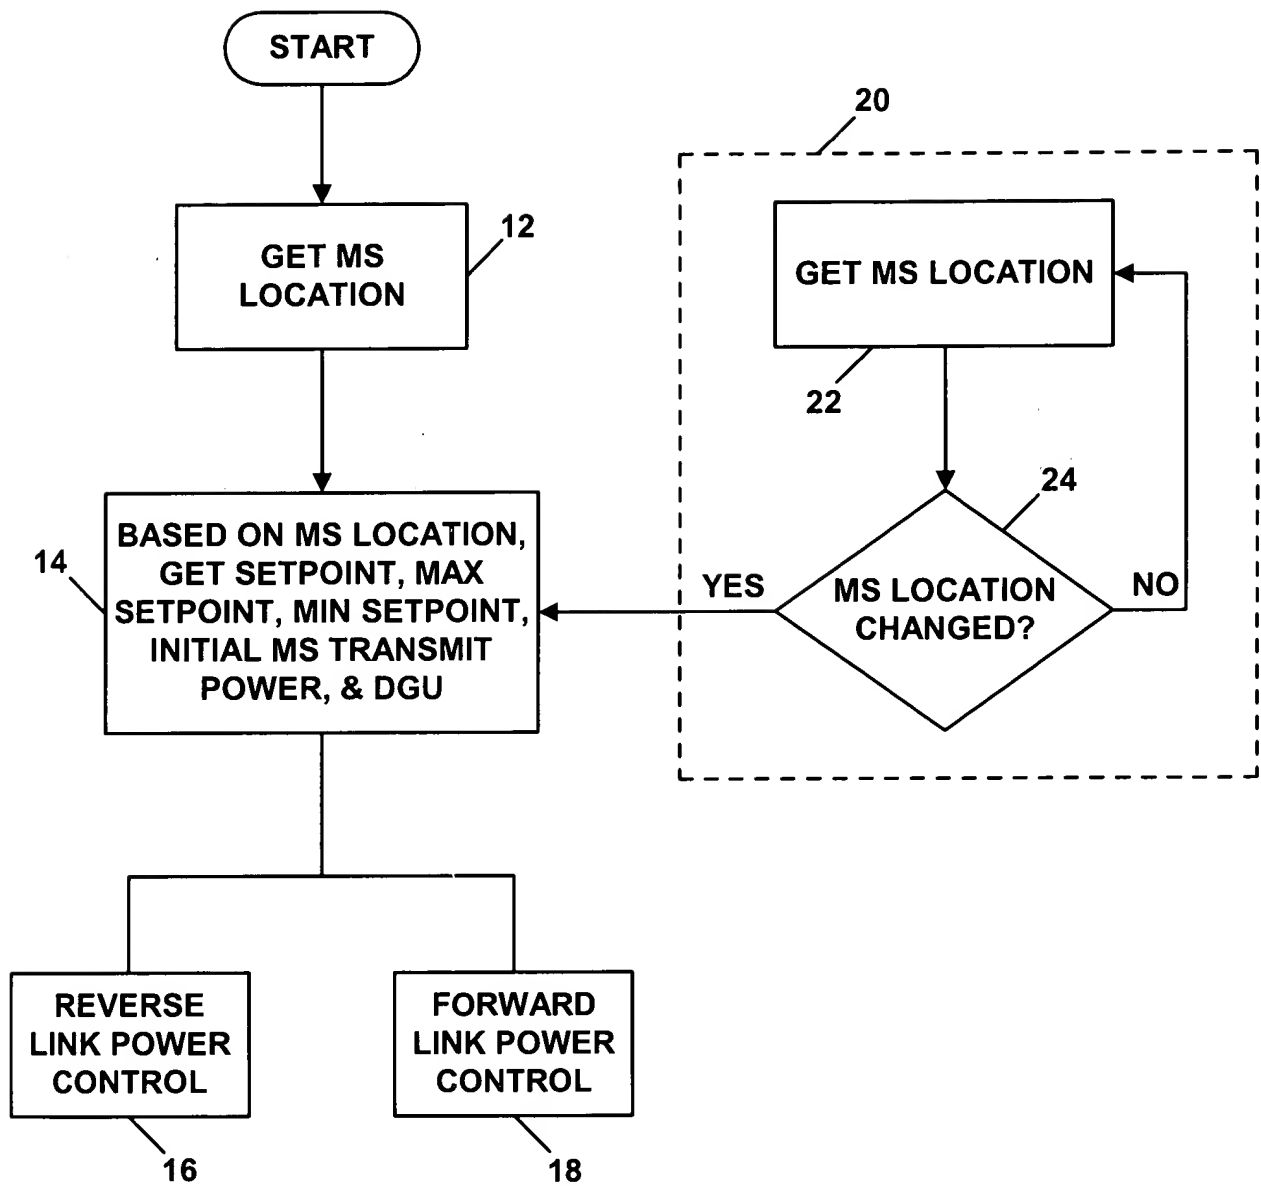 START
20
12
GET MS
LOCATION
GET MS LOCATION
22
24
14
BASED ON MS LOCATION,
GET SETPOINT, MAX
SETPOINT, MIN SETPOINT,
INITIAL MS TRANSMIT
POWER, & DGU
YES
MS LOCATION
CHANGED?
NO
REVERSE
LINK POWER
CONTROL
FORWARD
LINK POWER
CONTROL
16
18